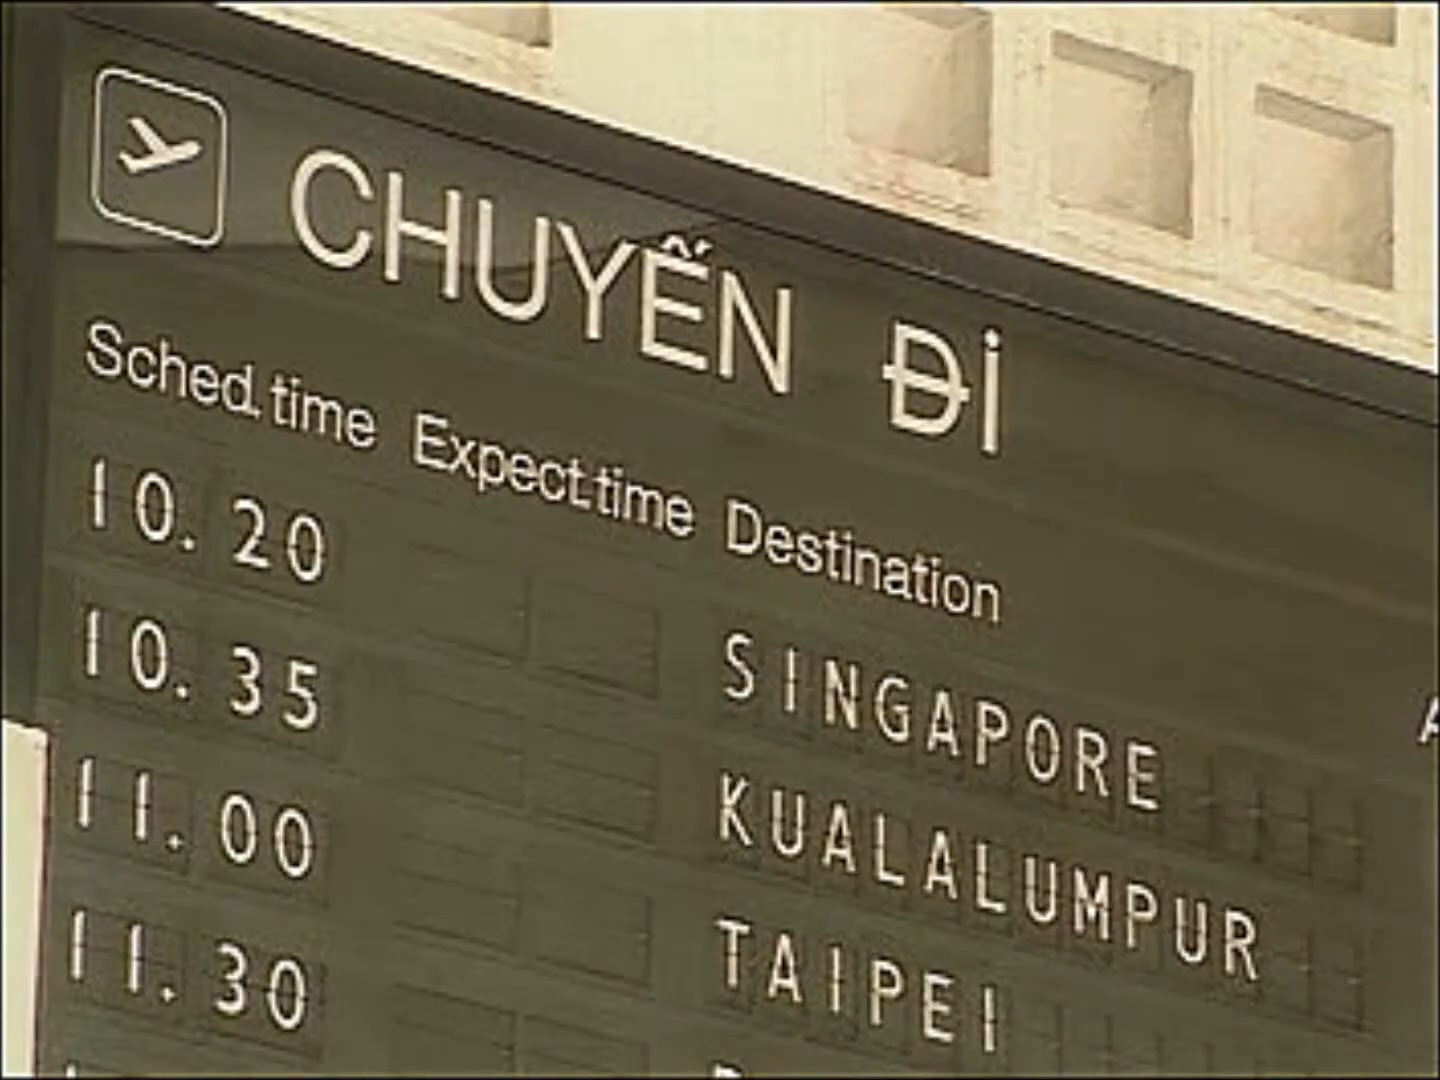 CHUYẾN ĐI
Sched. time Expect. time Destination
10.20 SINGAPORE
10.35 KUALALUMPUR
11.00 TAIPEI
11.30